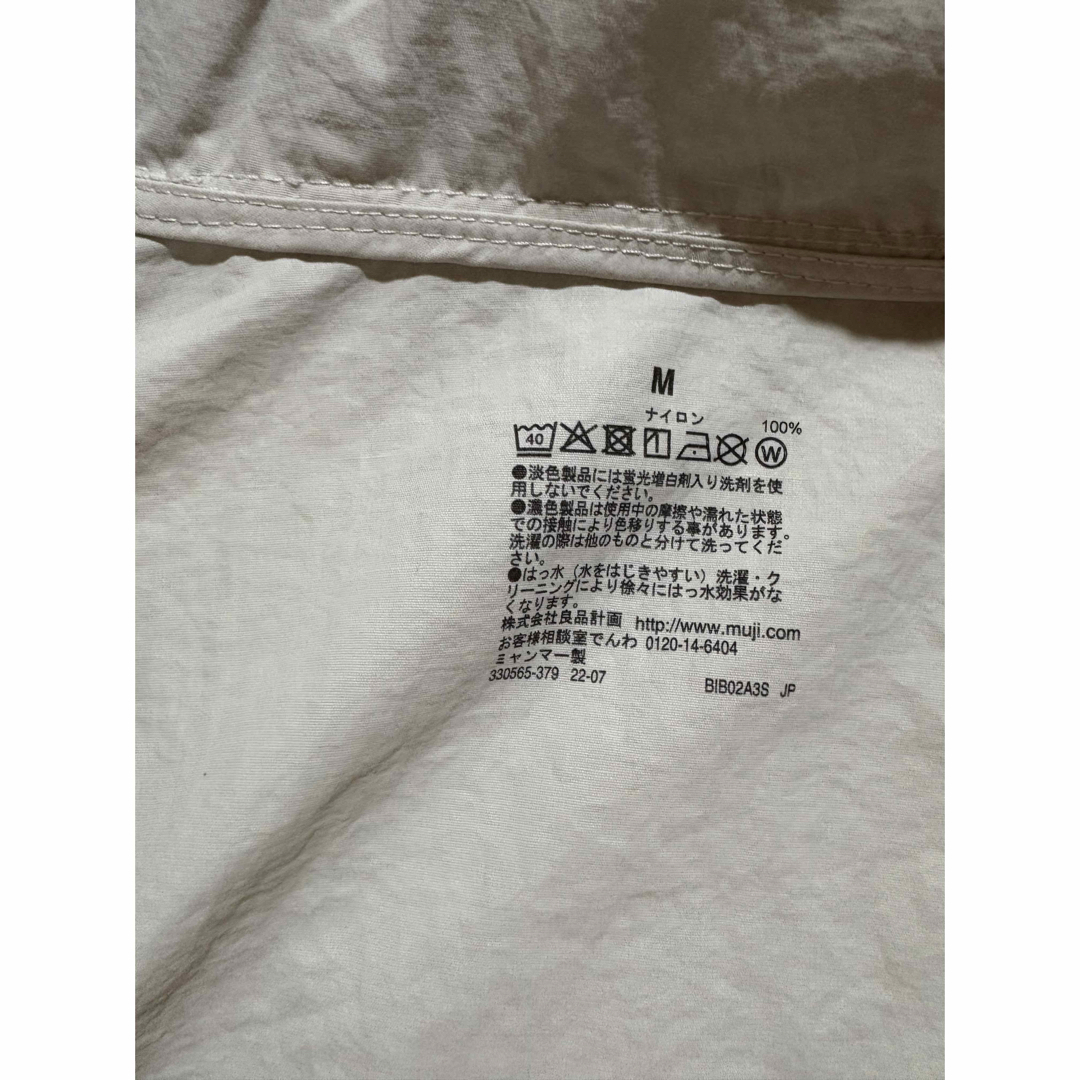 M
ナイロン 100%
40 W
●淡色製品には蛍光増白剤入り洗剤を使
用しないでください。
●濃色製品は使用中の摩擦や濡れた状態
での接触により色移りする事があります。
洗濯の際は他のものと分けて洗ってくだ
さい。
●はっ水（水をはじきやすい）洗濯・ク
リーニングにより徐々にはっ水効果がな
くなります。
株式会社良品計画 http://www.muji.com
お客様相談室でんわ 0120-14-6404
ミャンマー製
330565-379 22-07 BIB02A3S JP